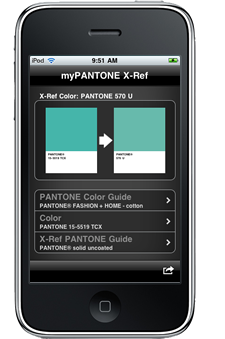 iPod 9:51 AM
myPANTONE X-Ref
X-Ref Color: PANTONE 570 U
PANTONE® PANTONE®
15-5519 TCX 570 U
PANTONE Color Guide
PANTONE® FASHION + HOME - cotton
Color
PANTONE 15-5519 TCX
X-Ref PANTONE Guide
PANTONE® solid uncoated